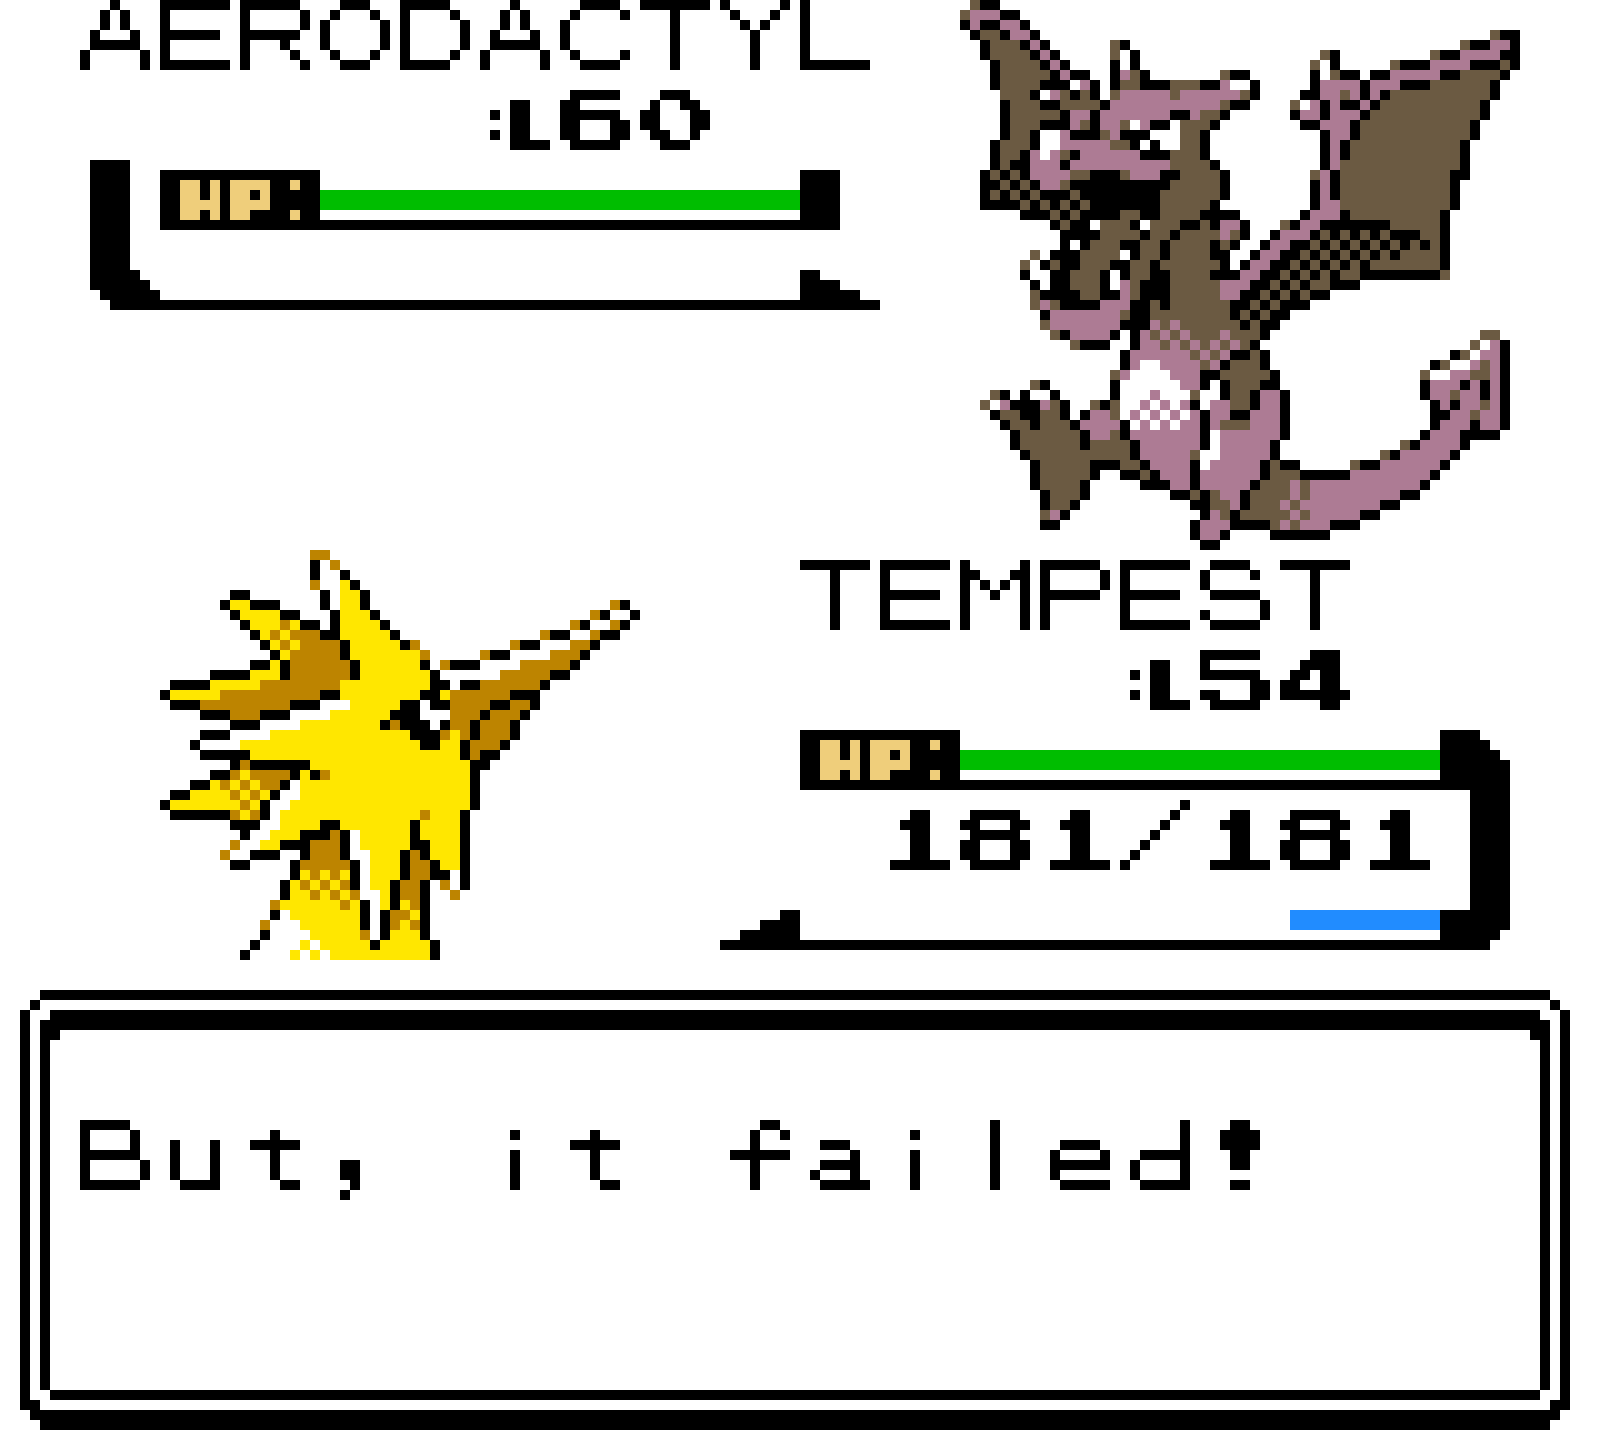 AERODACTYL
:L60
HP:
TEMPEST
:L54
HP:
181/181
But, it failed!